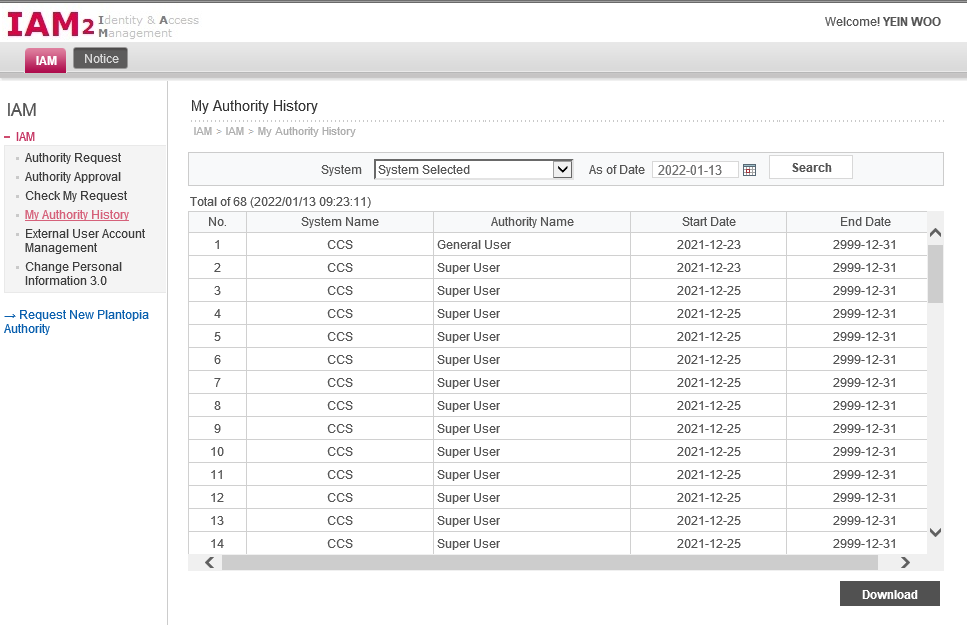 IAM2 Identity & Access Management
Welcome! YEIN WOO
IAM Notice
IAM
– IAM
Authority Request
Authority Approval
Check My Request
My Authority History
External User Account
Management
Change Personal
Information 3.0
→ Request New Plantopia
Authority
My Authority History
IAM > IAM > My Authority History
System System Selected As of Date 2022-01-13 Search
Total of 68 (2022/01/13 09:23:11)
No. System Name Authority Name Start Date End Date
1 CCS General User 2021-12-23 2999-12-31
2 CCS Super User 2021-12-23 2999-12-31
3 CCS Super User 2021-12-25 2999-12-31
4 CCS Super User 2021-12-25 2999-12-31
5 CCS Super User 2021-12-25 2999-12-31
6 CCS Super User 2021-12-25 2999-12-31
7 CCS Super User 2021-12-25 2999-12-31
8 CCS Super User 2021-12-25 2999-12-31
9 CCS Super User 2021-12-25 2999-12-31
10 CCS Super User 2021-12-25 2999-12-31
11 CCS Super User 2021-12-25 2999-12-31
12 CCS Super User 2021-12-25 2999-12-31
13 CCS Super User 2021-12-25 2999-12-31
14 CCS Super User 2021-12-25 2999-12-31
Download